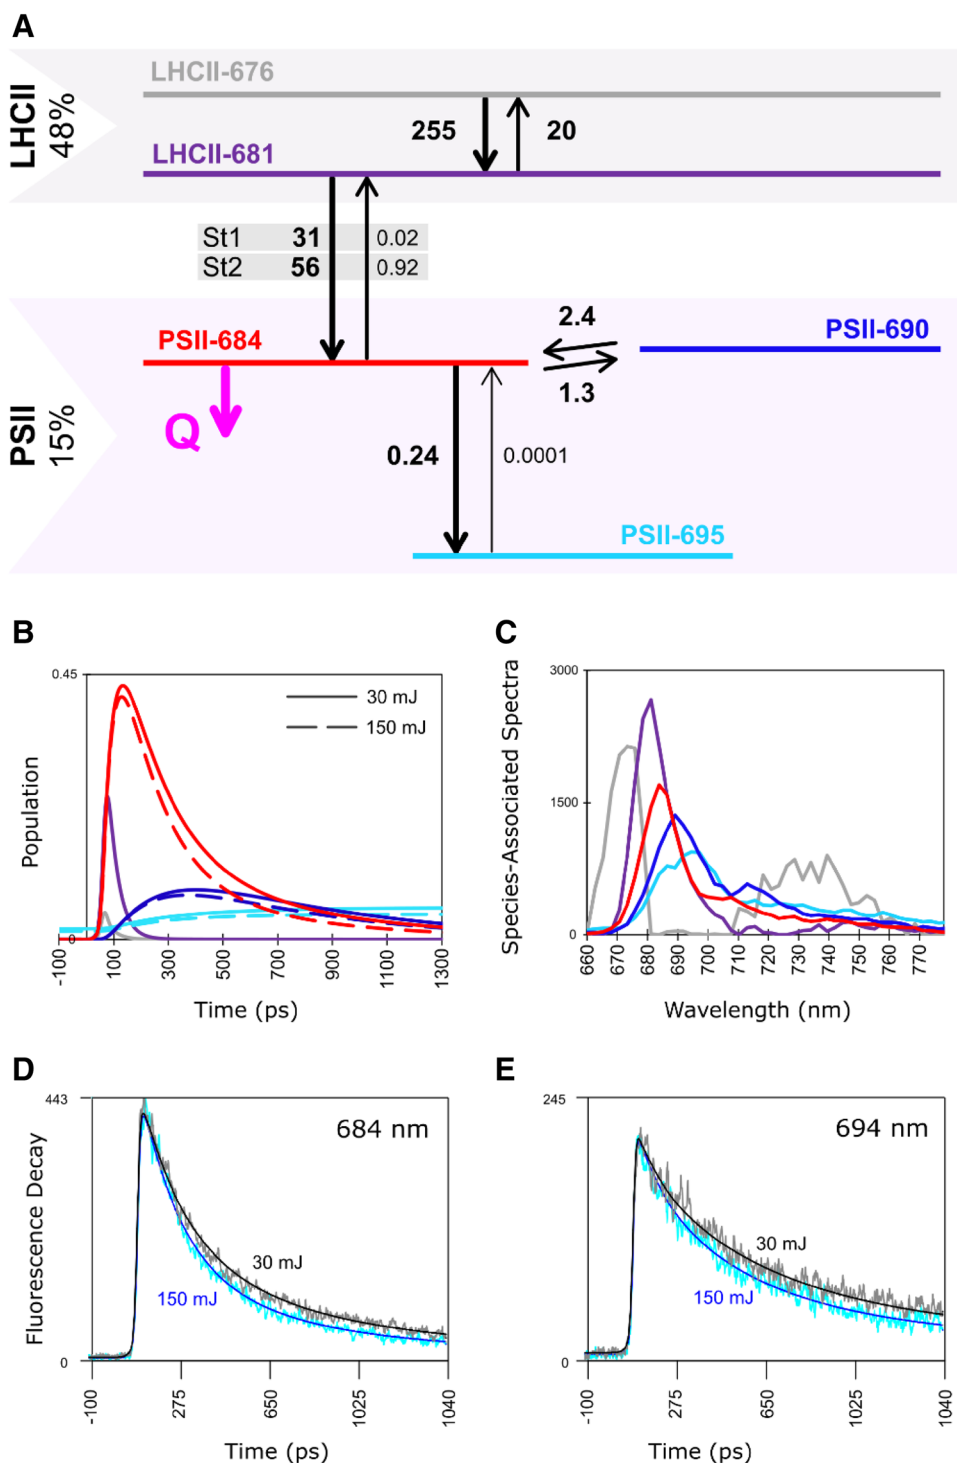 A
LHCII
48%
LHCII-676
255
20
LHCII-681
St1 31 0.02
St2 56 0.92
PSII
15%
PSII-684
2.4
PSII-690
1.3
Q
0.24
0.0001
PSII-695
B
0.45
30 mJ
150 mJ
Population
0
-100 100 300 500 700 900 1100 1300
Time (ps)
C
3000
Species-Associated Spectra
1500
0
660 670 680 690 700 710 720 730 740 750 760 770
Wavelength (nm)
D
443
684 nm
Fluorescence Decay
30 mJ
150 mJ
0
-100 275 650 1025 1040
Time (ps)
E
245
694 nm
30 mJ
150 mJ
0
-100 275 650 1025 1040
Time (ps)